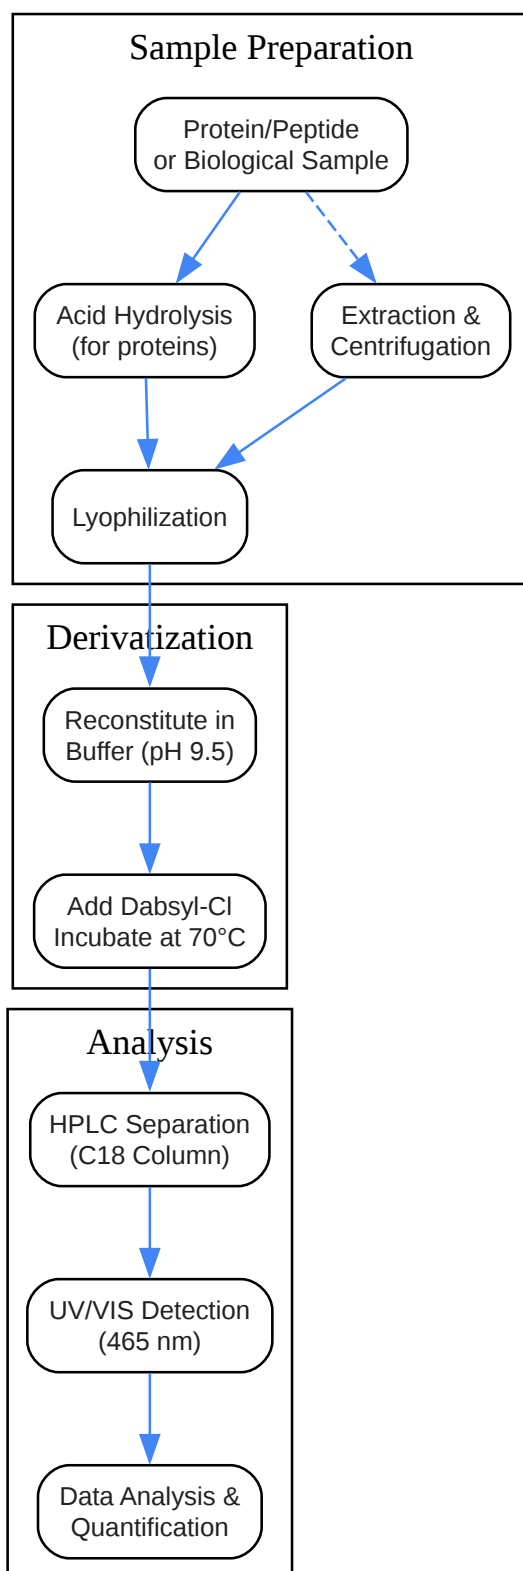 Sample Preparation
Protein/Peptide
or Biological Sample
Acid Hydrolysis
(for proteins)
Extraction &
Centrifugation
Lyophilization
Derivatization
Reconstitute in
Buffer (pH 9.5)
Add Dabsyl-Cl
Incubate at 70°C
Analysis
HPLC Separation
(C18 Column)
UV/VIS Detection
(465 nm)
Data Analysis &
Quantification